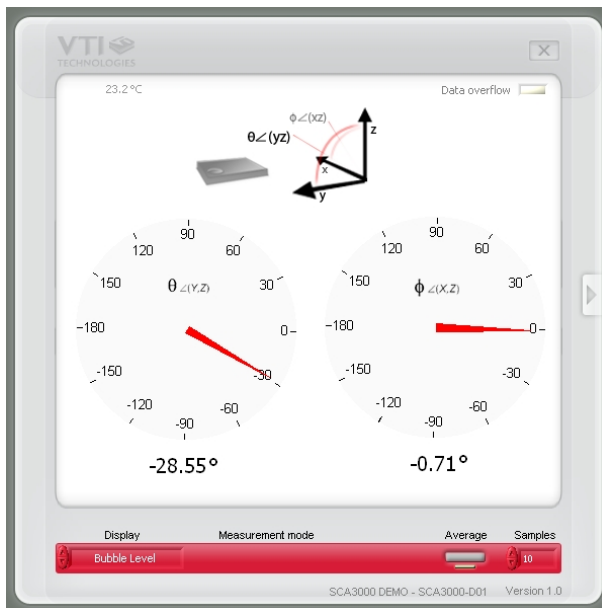 VTI
TECHNOLOGIES
23.2 °C
Data overflow
ϕ∠(xz)
θ∠(yz)
z
x
y
90
120
60
150
θ ∠(Y,Z)
30
-180
0
-150
-30
-120
-60
-90
-28.55°
90
120
60
150
ϕ ∠(X,Z)
30
-180
0
-150
-30
-120
-60
-90
-0.71°
Display
Measurement mode
Average
Samples
Bubble Level
10
SCA3000 DEMO - SCA3000-D01
Version 1.0